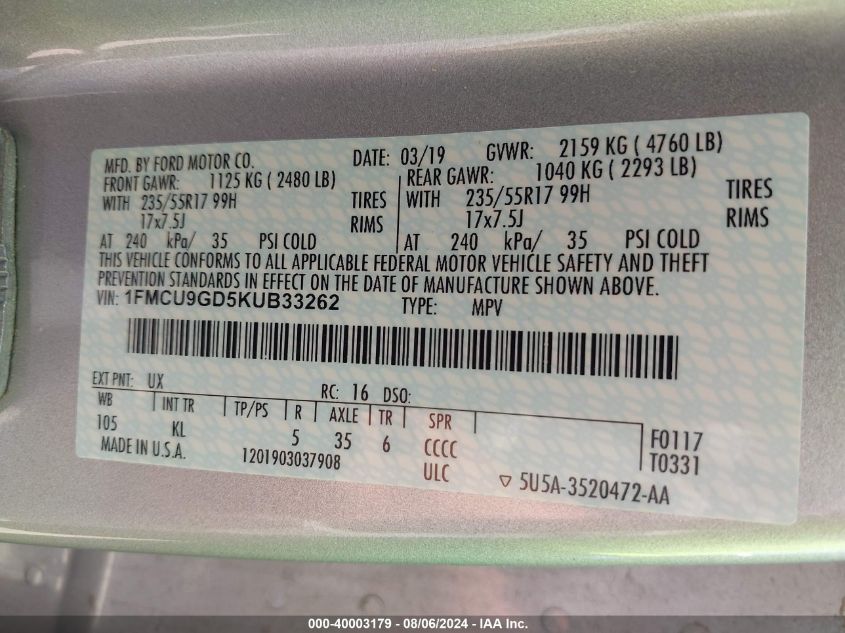 MFD. BY FORD MOTOR CO. DATE: 03/19 GVWR: 2159 KG ( 4760 LB)
FRONT GAWR: 1125 KG ( 2480 LB) REAR GAWR: 1040 KG ( 2293 LB)
WITH 235/55R17 99H TIRES WITH 235/55R17 99H TIRES
17x7.5J RIMS 17x7.5J RIMS
AT 240 kPa/ 35 PSI COLD AT 240 kPa/ 35 PSI COLD
THIS VEHICLE CONFORMS TO ALL APPLICABLE FEDERAL MOTOR VEHICLE SAFETY AND THEFT
PREVENTION STANDARDS IN EFFECT ON THE DATE OF MANUFACTURE SHOWN ABOVE.
VIN: 1FMCU9GD5KUB33262 TYPE: MPV
EXT PNT: UX RC: 16 DSO:
WB INT TR TP/PS R AXLE TR SPR
105 KL 5 35 6 CCCC F0117
MADE IN U.S.A. 1201903037908 ULC T0331
▽ 5U5A-3520472-AA
000-40003179 - 08/06/2024 - IAA Inc.